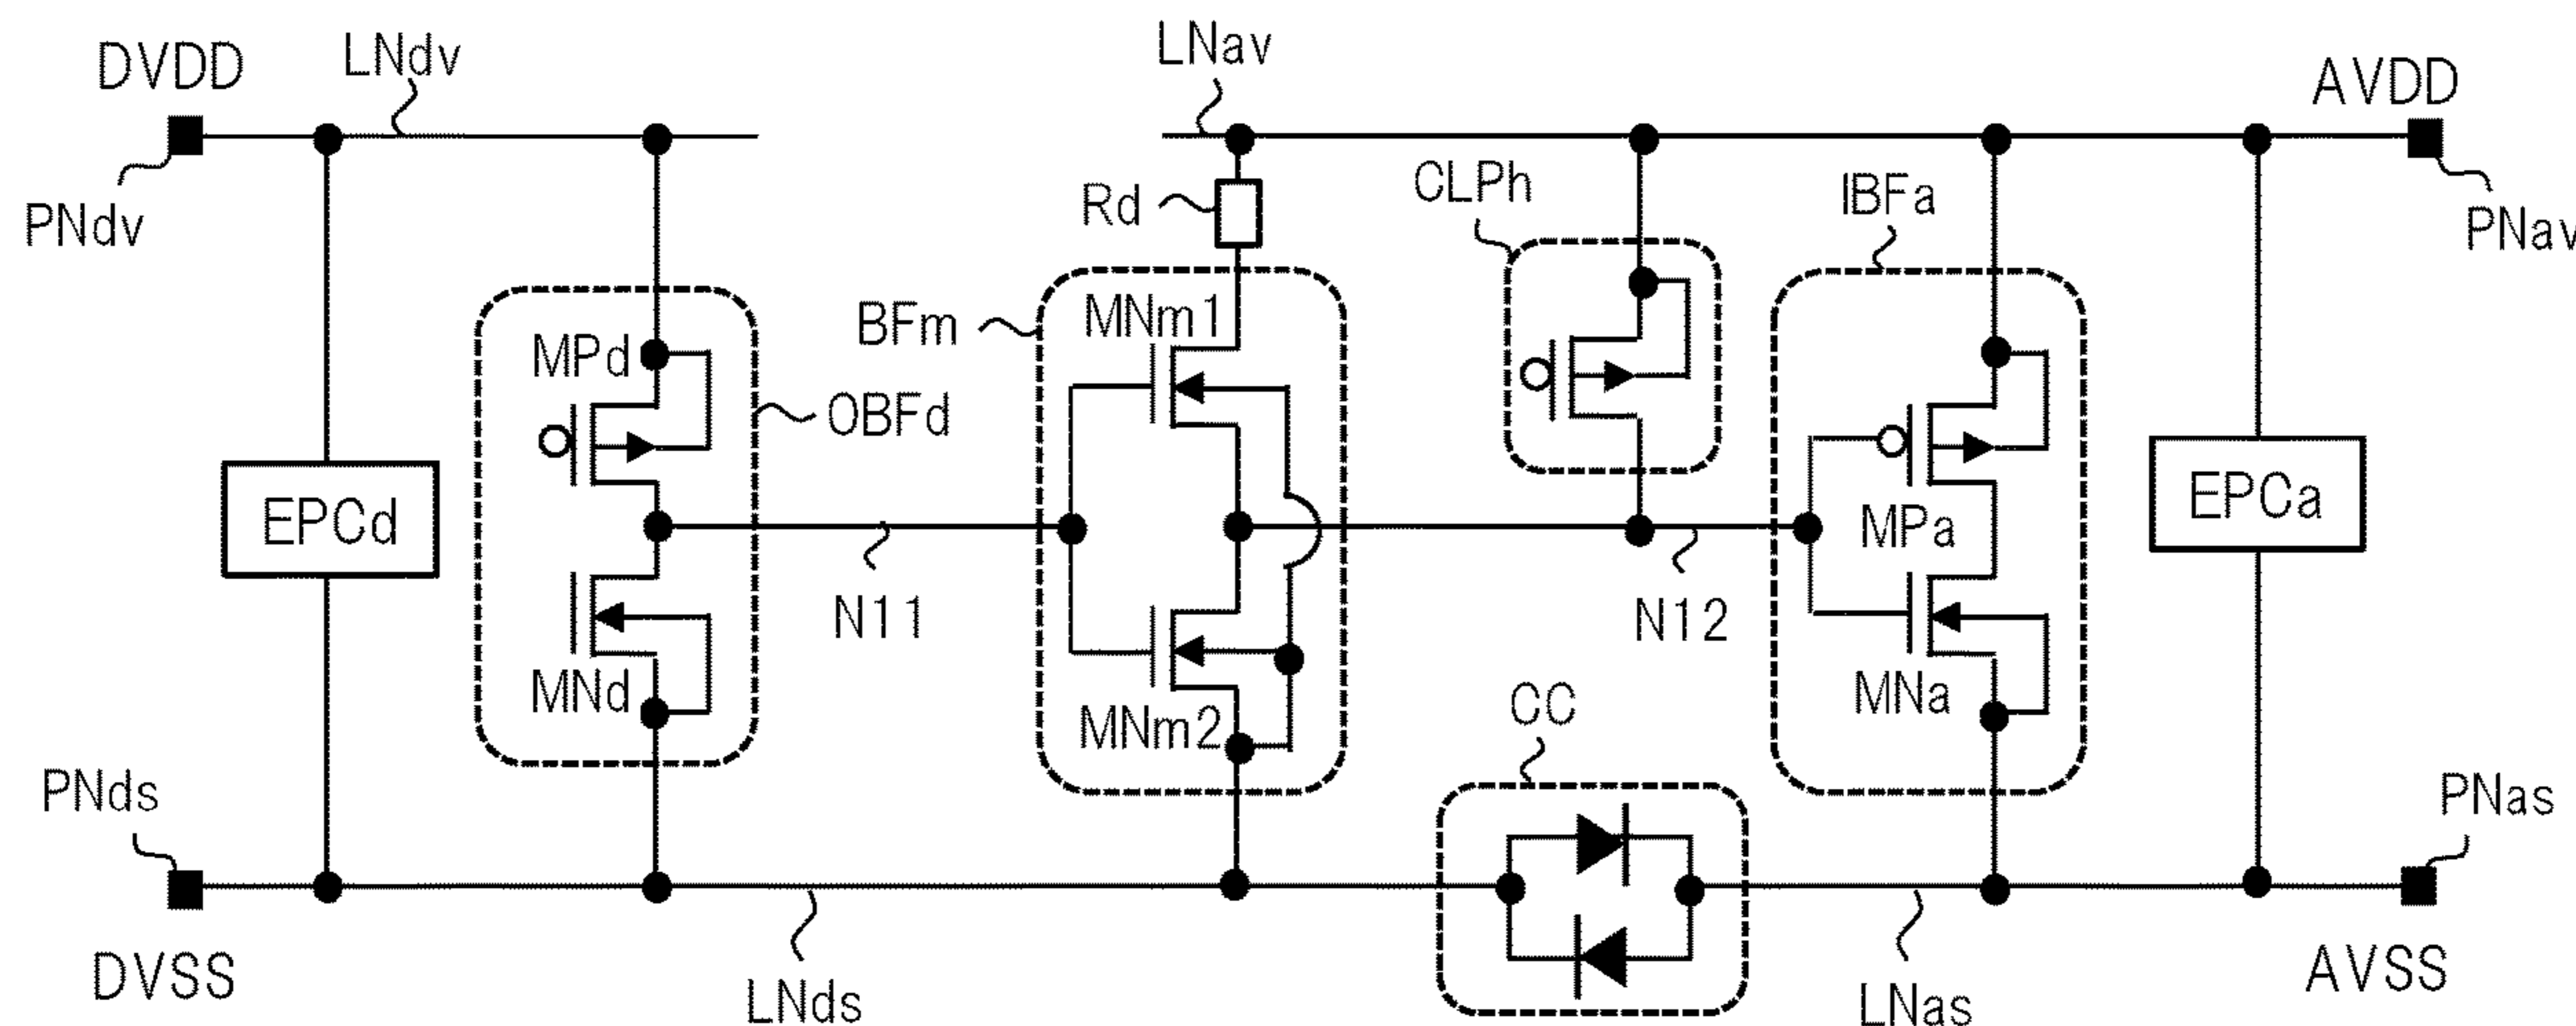 DVDD
LNdv
LNav
AVDD
PNdv
Rd
CLPh
IBFa
PNav
MPd
BFm
MNm1
OBFd
EPCd
MPa
EPCa
N11
N12
MNd
MNm2
CC
MNa
PNds
PNas
DVSS
LNds
LNas
AVSS